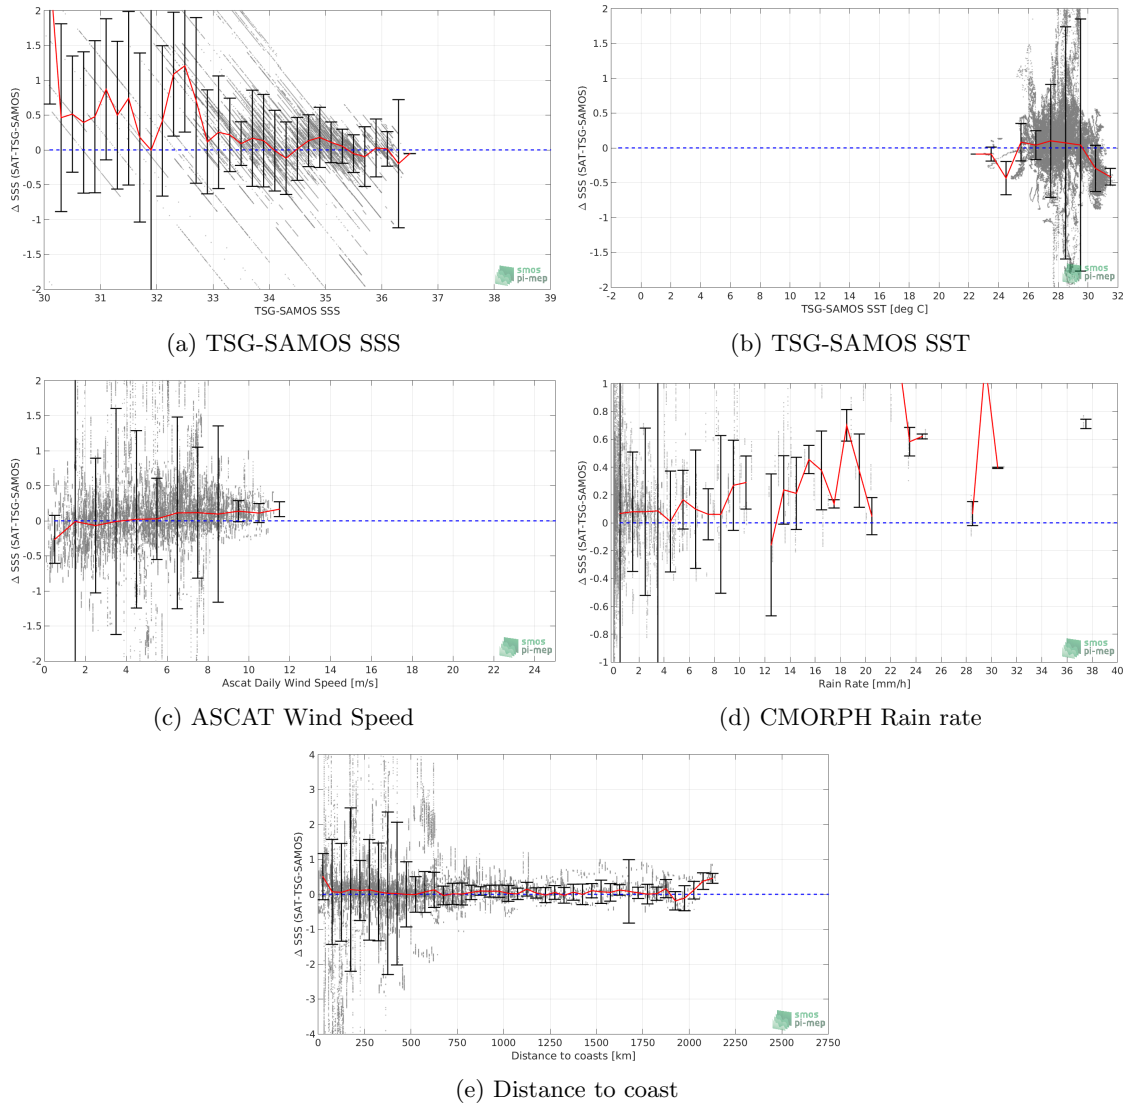 2
1.5
1
0.5
0
-0.5
-1
-1.5
-2
Δ SSS (SAT-TSG-SAMOS)
30 31 32 33 34 35 36 37 38 39
TSG-SAMOS SSS
smos
pi-mep
(a) TSG-SAMOS SSS
2
1.5
1
0.5
0
-0.5
-1
-1.5
-2
Δ SSS (SAT-TSG-SAMOS)
-2 0 2 4 6 8 10 12 14 16 18 20 22 24 26 28 30 32
TSG-SAMOS SST [deg C]
smos
pi-mep
(b) TSG-SAMOS SST
2
1.5
1
0.5
0
-0.5
-1
-1.5
-2
Δ SSS (SAT-TSG-SAMOS)
0 2 4 6 8 10 12 14 16 18 20 22 24
Ascat Daily Wind Speed [m/s]
smos
pi-mep
(c) ASCAT Wind Speed
1
0.8
0.6
0.4
0.2
0
-0.2
-0.4
-0.6
-0.8
-1
Δ SSS (SAT-TSG-SAMOS)
0 2 4 6 8 10 12 14 16 18 20 22 24 26 28 30 32 34 36 38 40
Rain Rate [mm/h]
smos
pi-mep
(d) CMORPH Rain rate
4
3
2
1
0
-1
-2
-3
-4
Δ SSS (SAT-TSG-SAMOS)
0 250 500 750 1000 1250 1500 1750 2000 2250 2500 2750
Distance to coasts [km]
smos
pi-mep
(e) Distance to coast